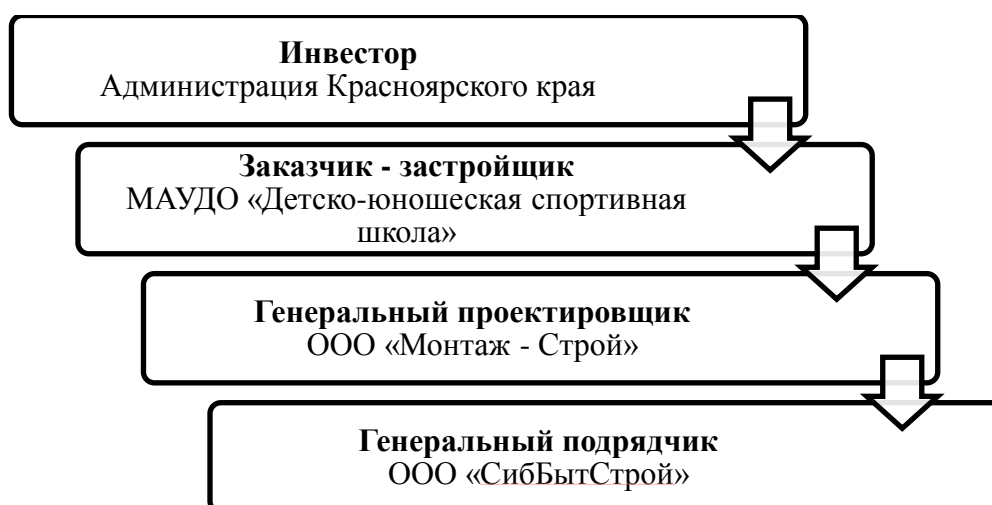 Инвестор
Администрация Красноярского края
Заказчик - застройщик
МАУДО «Детско-юношеская спортивная
школа»
Генеральный проектировщик
ООО «Монтаж - Строй»
Генеральный подрядчик
ООО «СибБытСтрой»